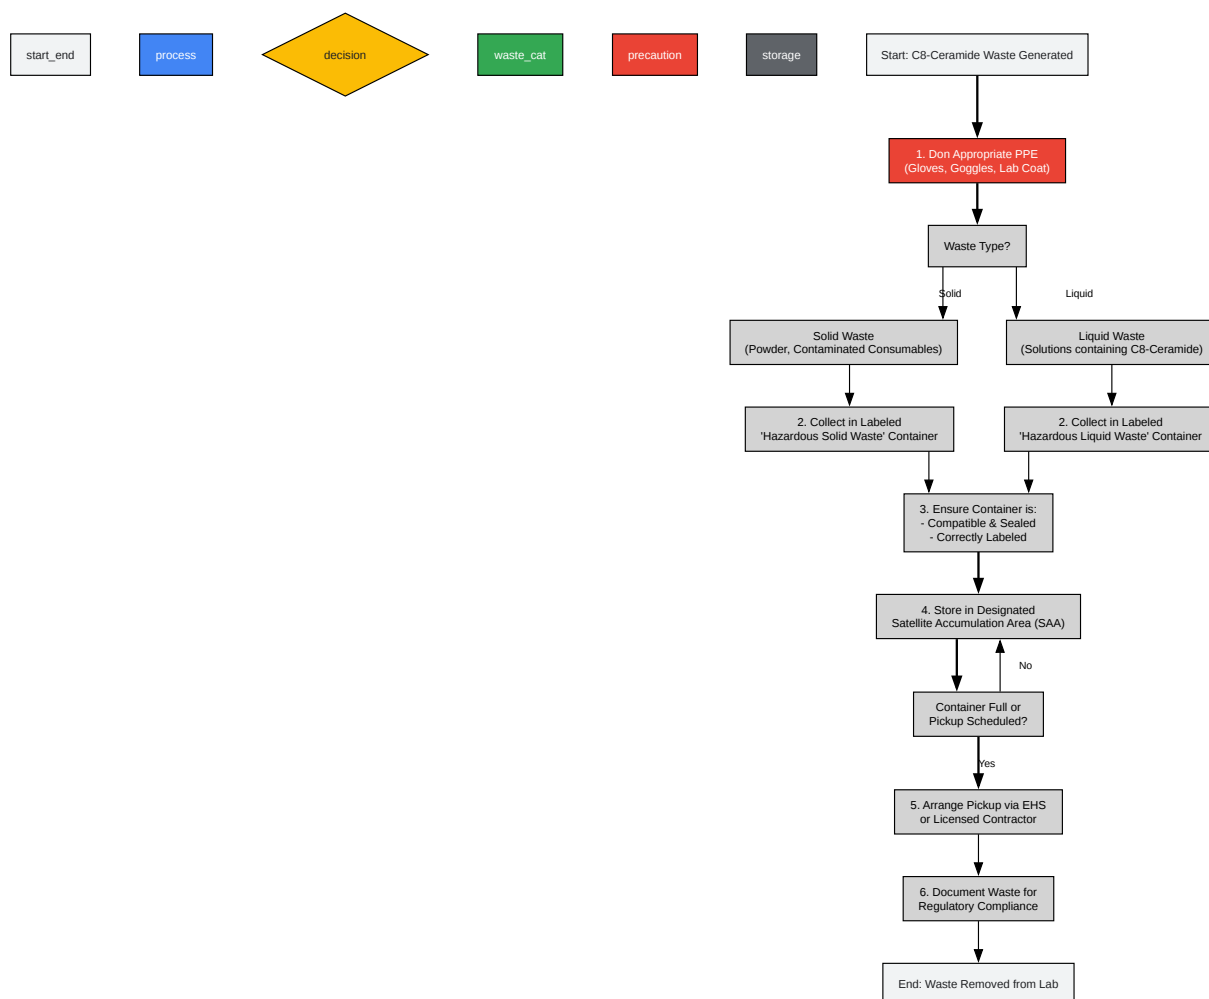 start_end
process
decision
waste_cat
precaution
storage
Start: C8-Ceramide Waste Generated
1. Don Appropriate PPE
(Gloves, Goggles, Lab Coat)
Waste Type?
Solid
Liquid
Solid Waste
(Powder, Contaminated Consumables)
Liquid Waste
(Solutions containing C8-Ceramide)
2. Collect in Labeled
'Hazardous Solid Waste' Container
2. Collect in Labeled
'Hazardous Liquid Waste' Container
3. Ensure Container is:
- Compatible & Sealed
- Correctly Labeled
4. Store in Designated
Satellite Accumulation Area (SAA)
No
Container Full or
Pickup Scheduled?
Yes
5. Arrange Pickup via EHS
or Licensed Contractor
6. Document Waste for
Regulatory Compliance
End: Waste Removed from Lab